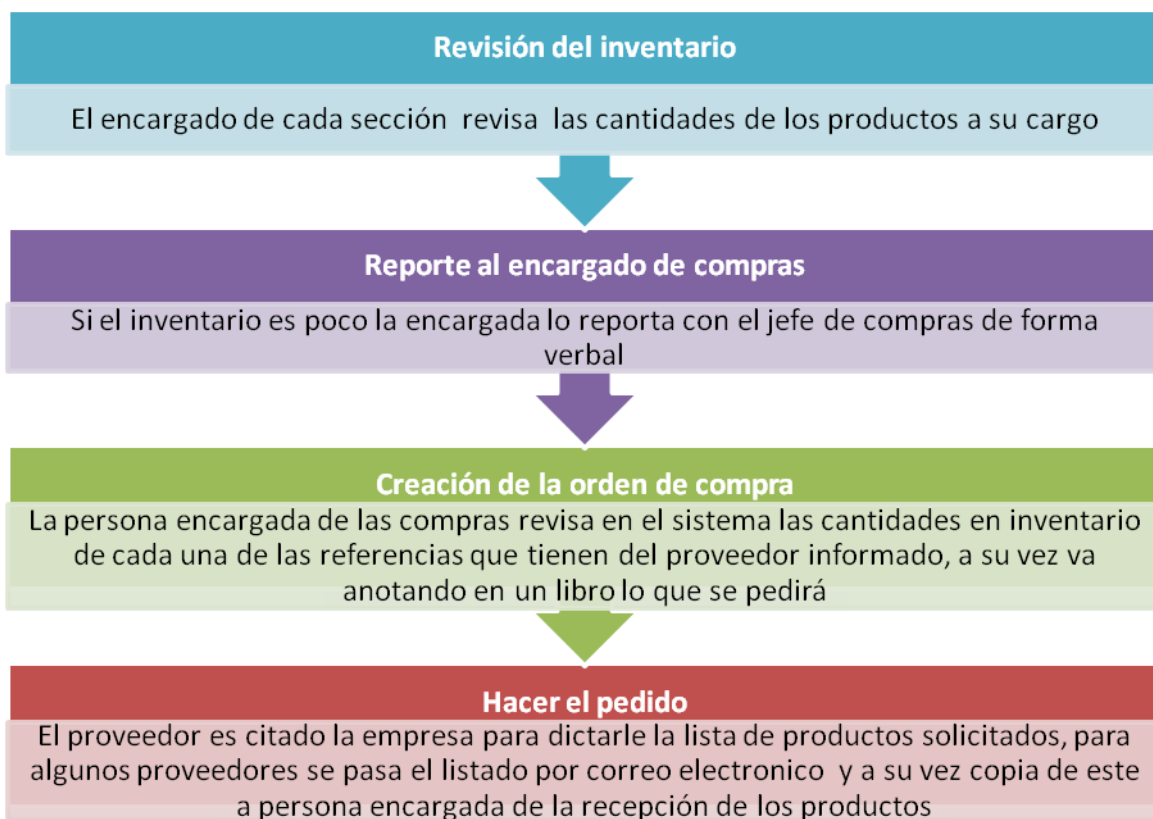 Revisión del inventario
El encargado de cada sección revisa las cantidades de los productos a su cargo
Reporte al encargado de compras
Si el inventario es poco la encargada lo reporta con el jefe de compras de forma
verbal
Creación de la orden de compra
La persona encargada de las compras revisa en el sistema las cantidades en inventario
de cada una de las referencias que tienen del proveedor informado, a su vez va
anotando en un libro lo que se pedirá
Hacer el pedido
El proveedor es citado la empresa para dictarle la lista de productos solicitados, para
algunos proveedores se pasa el listado por correo electronico y a su vez copia de este
a persona encargada de la recepción de los productos